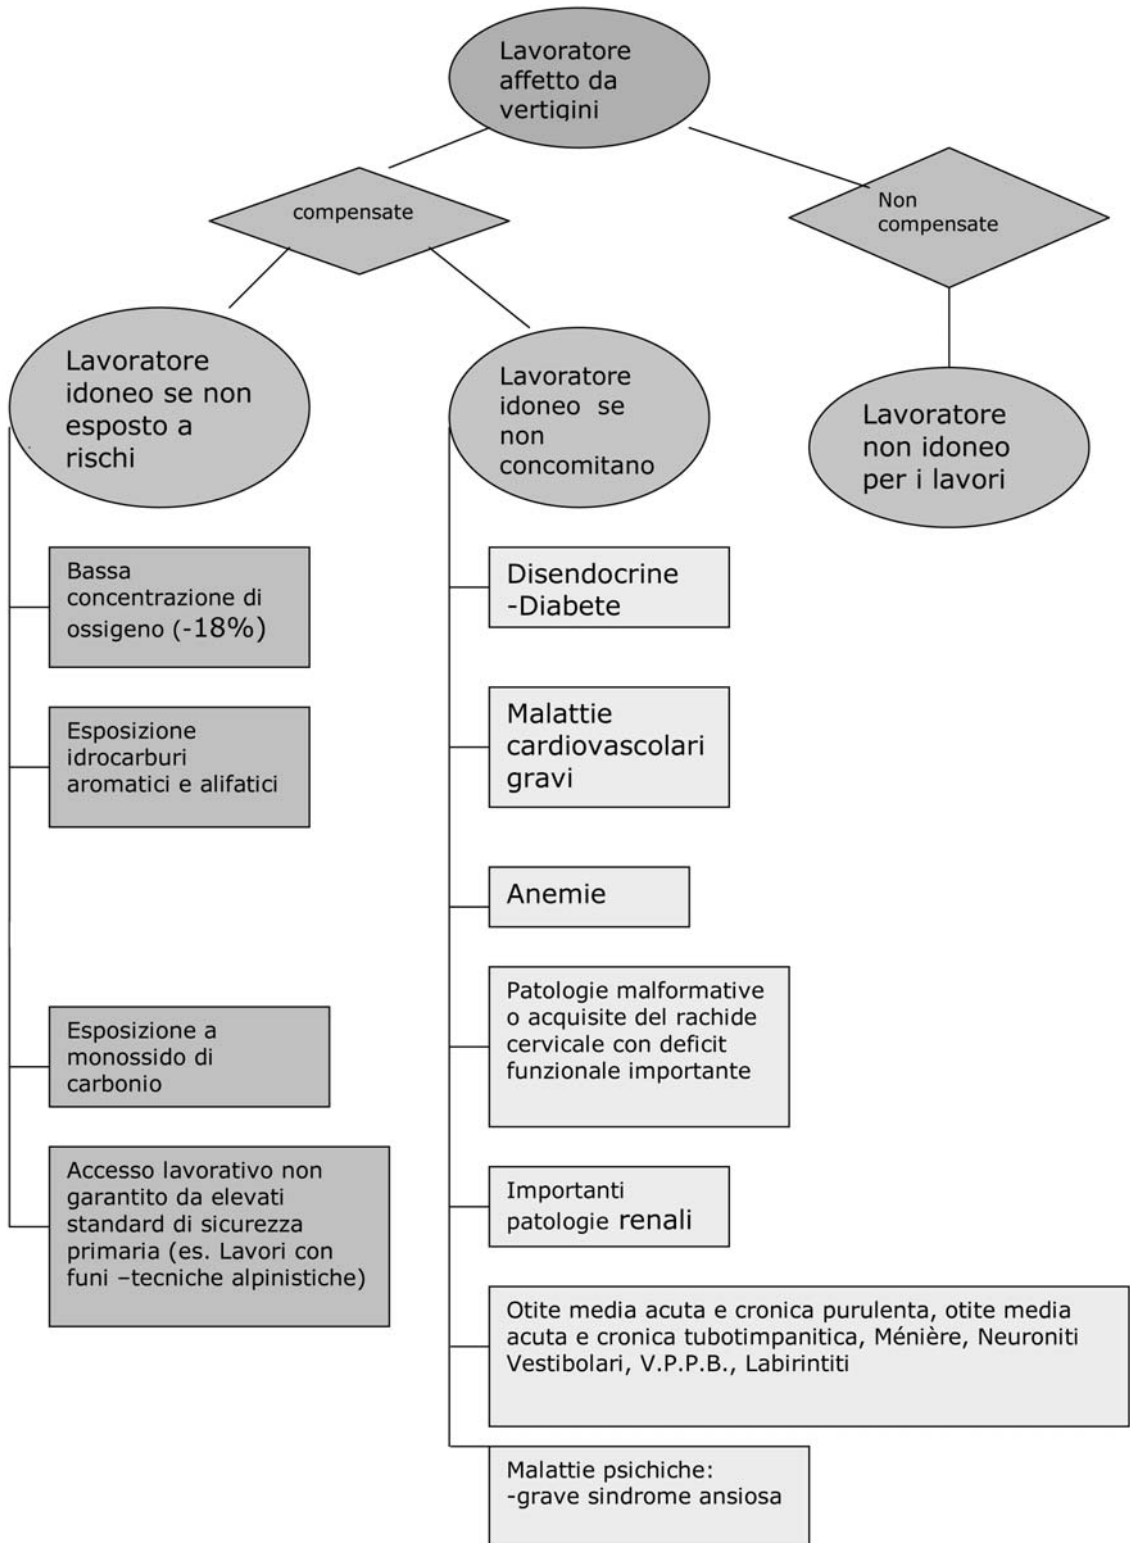 Lavoratore
affetto da
vertigini
compensate
Non
compensate
Lavoratore
idoneo se non
esposto a
rischi
Lavoratore
idoneo se
non
concomitano
Lavoratore
non idoneo
per i lavori
Bassa
concentrazione di
ossigeno (-18%)
Esposizione
idrocarburi
aromatici e alifatici
Esposizione a
monossido di
carbonio
Accesso lavorativo non
garantito da elevati
standard di sicurezza
primaria (es. Lavori con
funi –tecniche alpinistiche)
Disendocrine
-Diabete
Malattie
cardiovascolari
gravi
Anemie
Patologie malformative
o acquisite del rachide
cervicale con deficit
funzionale importante
Importanti
patologie renali
Otite media acuta e cronica purulenta, otite media
acuta e cronica tubotimpanitica, Ménière, Neuroniti
Vestibolari, V.P.P.B., Labirintiti
Malattie psichiche:
-grave sindrome ansiosa